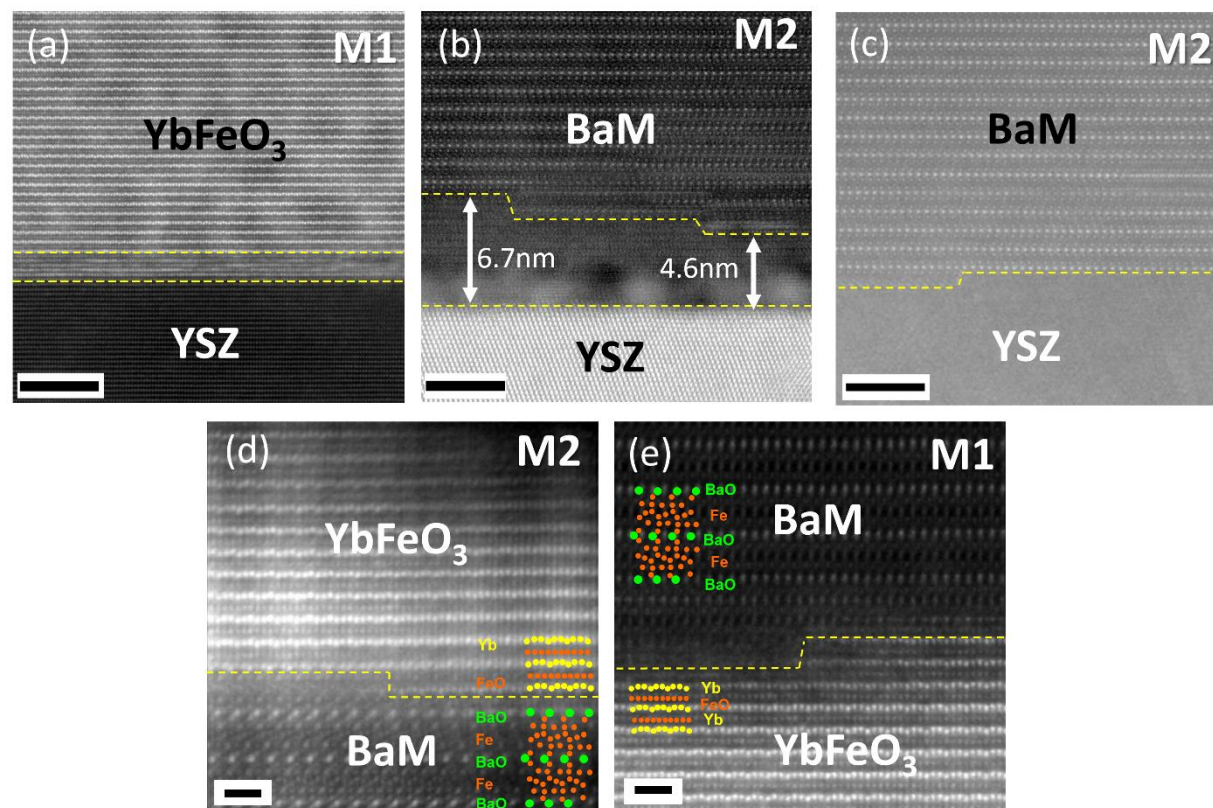 (a) M1
YbFeO₃
YSZ
(b) M2
BaM
6.7nm
4.6nm
YSZ
(c) M2
BaM
YSZ
(d) M2
YbFeO₃
Yb
FeO
BaO
Fe
BaM
BaO
Fe
BaO
(e) M1
BaO
Fe
BaM
BaO
Fe
BaO
Yb
FeO
Yb
YbFeO₃